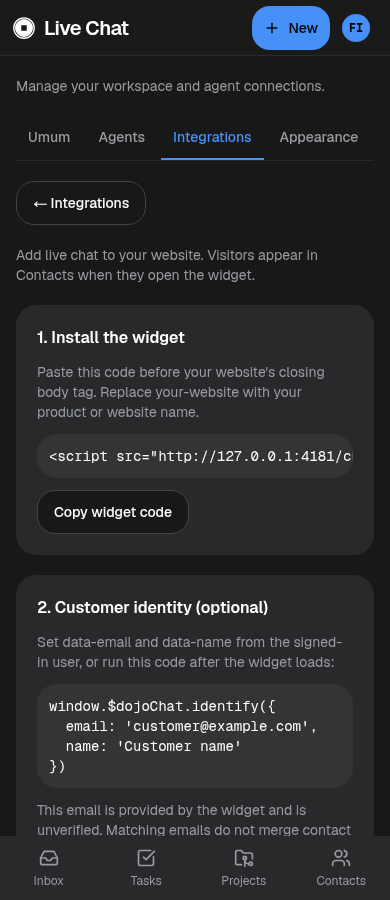 Live Chat
+ New
FI
Manage your workspace and agent connections.
Umum
Agents
Integrations
Appearance
← Integrations
Add live chat to your website. Visitors appear in
Contacts when they open the widget.
1. Install the widget
Paste this code before your website's closing
body tag. Replace your-website with your
product or website name.
<script src="http://127.0.0.1:4181/c
Copy widget code
2. Customer identity (optional)
Set data-email and data-name from the signed-
in user, or run this code after the widget loads:
window.$dojoChat.identify({
  email: 'customer@example.com',
  name: 'Customer name'
})
This email is provided by the widget and is
unverified. Matching emails do not merge contact
Inbox
Tasks
Projects
Contacts